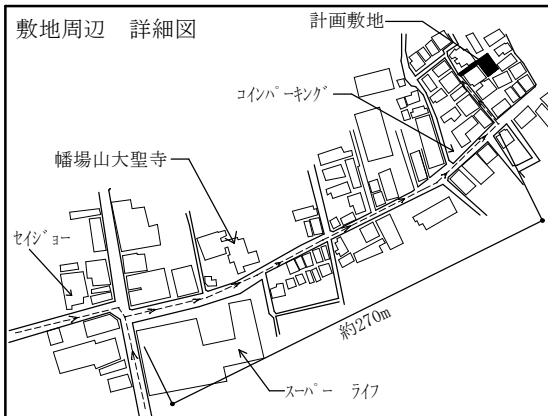 敷地周辺 詳細図
計画敷地
コインパーキング
幡場山大聖寺
セイジョー
約270m
スーパー ライフ